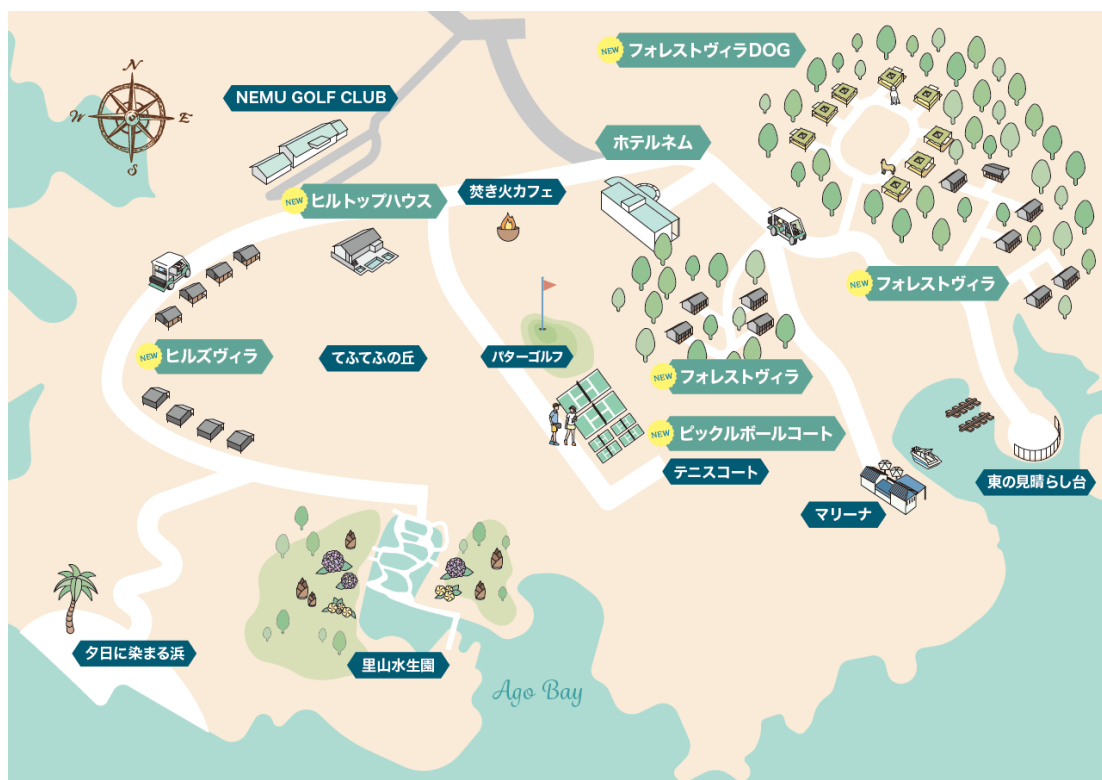 NEW フォレストヴィラDOG
N
W
E
S
NEMU GOLF CLUB
ホテルネム
NEW ヒルトップハウス
焚き火カフェ
NEW フォレストヴィラ
NEW ヒルズヴィラ
てふてふの丘
パターゴルフ
NEW フォレストヴィラ
NEW ピックルボールコート
テニスコート
東の見晴らし台
マリーナ
夕日に染まる浜
里山水生園
Ago Bay